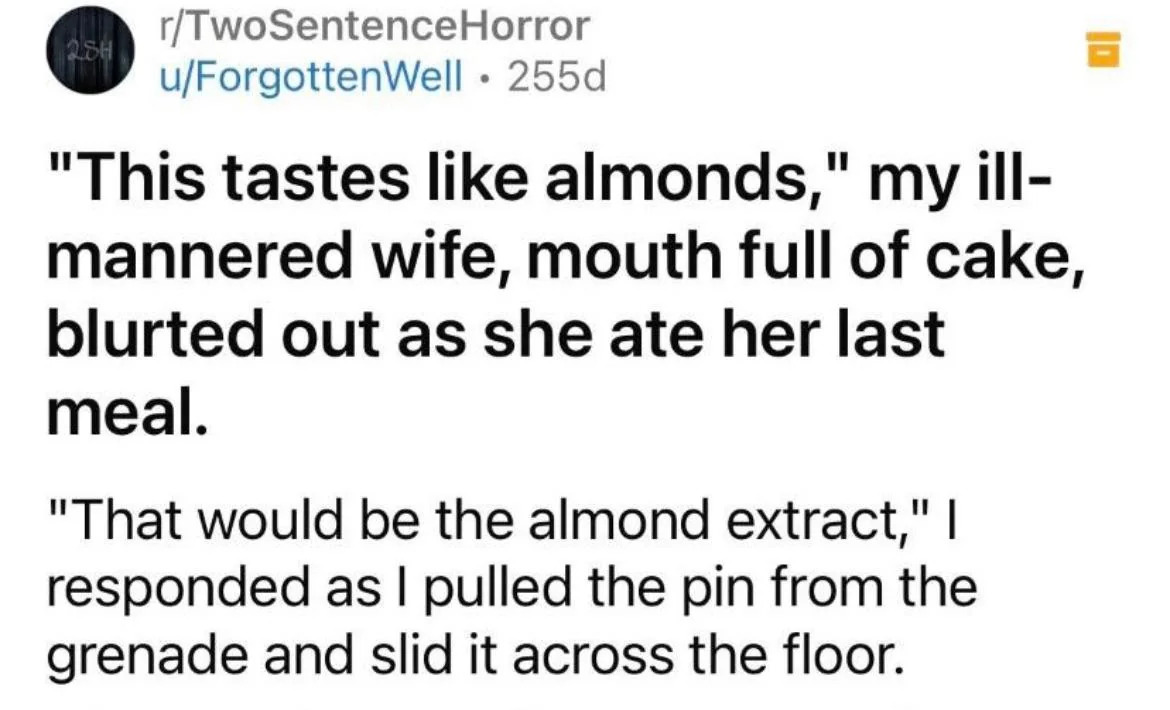 2SH
r/TwoSentenceHorror
u/ForgottenWell • 255d
"This tastes like almonds," my ill-
mannered wife, mouth full of cake,
blurted out as she ate her last
meal.
"That would be the almond extract," I
responded as I pulled the pin from the
grenade and slid it across the floor.